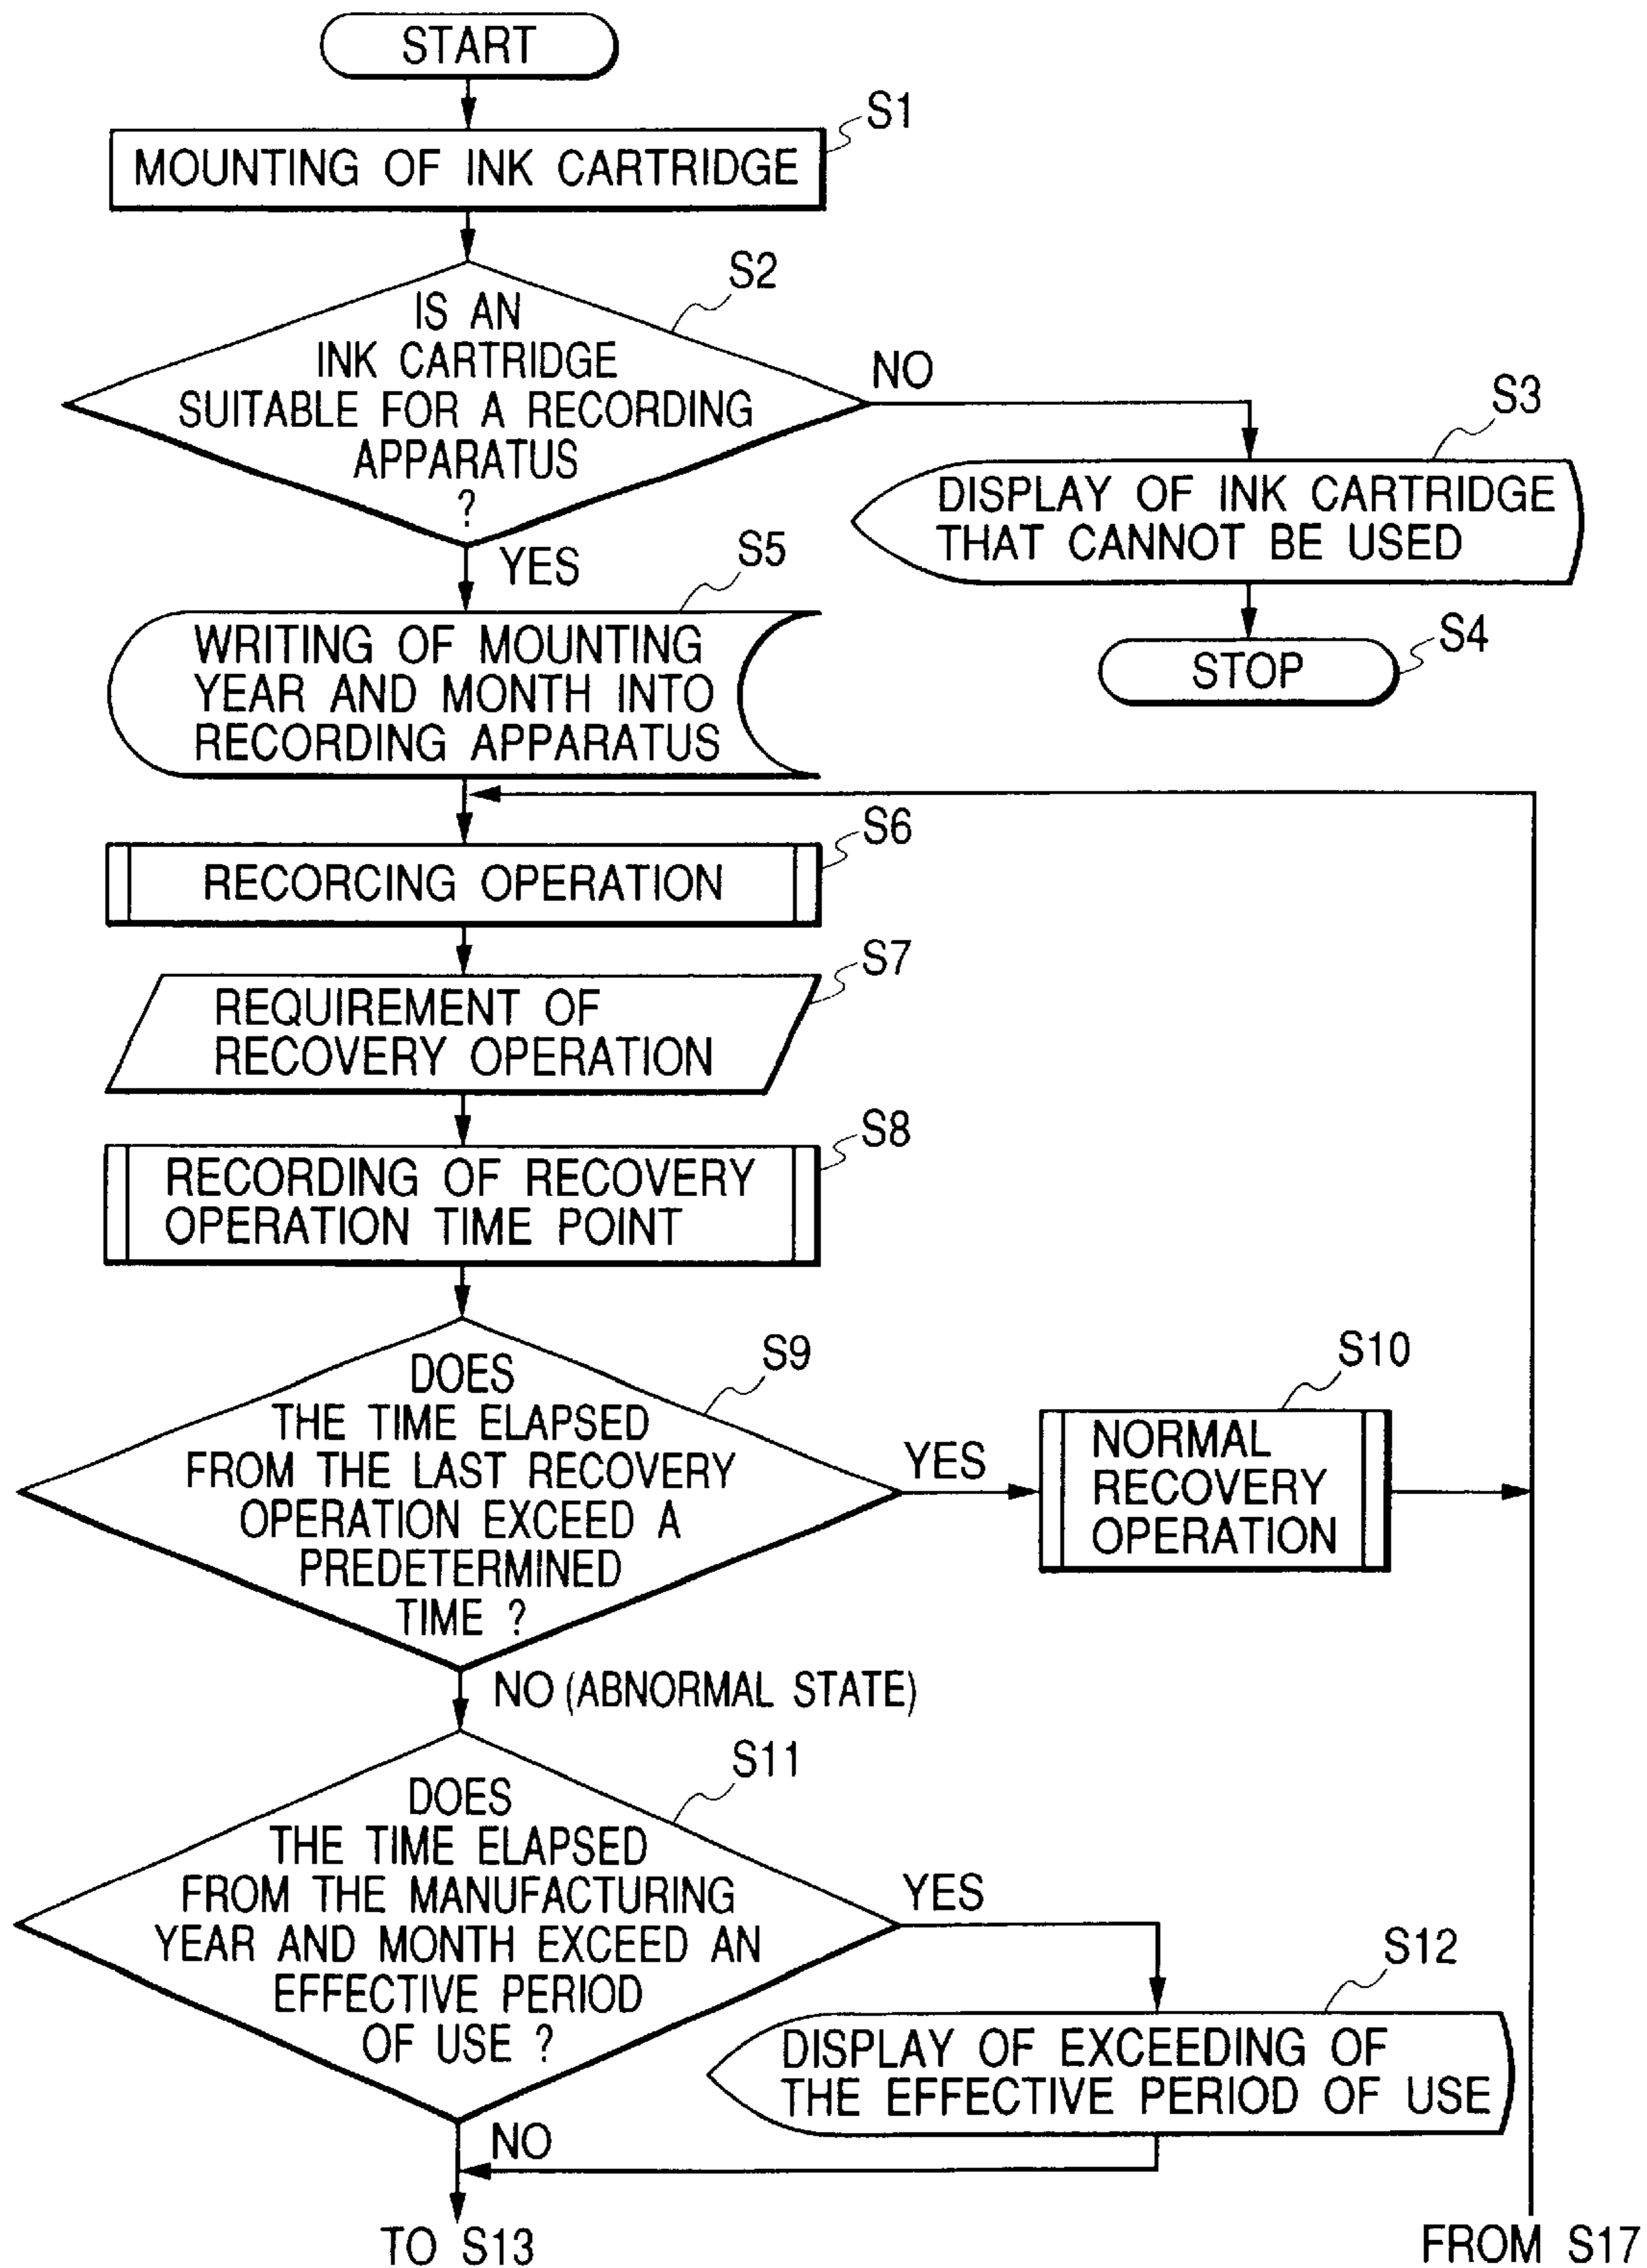 START
S1
MOUNTING OF INK CARTRIDGE
S2
IS AN
INK CARTRIDGE
SUITABLE FOR A RECORDING
APPARATUS
?
NO
S3
DISPLAY OF INK CARTRIDGE
THAT CANNOT BE USED
S4
STOP
YES
S5
WRITING OF MOUNTING
YEAR AND MONTH INTO
RECORDING APPARATUS
S6
RECORCING OPERATION
S7
REQUIREMENT OF
RECOVERY OPERATION
S8
RECORDING OF RECOVERY
OPERATION TIME POINT
S9
DOES
THE TIME ELAPSED
FROM THE LAST RECOVERY
OPERATION EXCEED A
PREDETERMINED
TIME ?
YES
S10
NORMAL
RECOVERY
OPERATION
NO (ABNORMAL STATE)
S11
DOES
THE TIME ELAPSED
FROM THE MANUFACTURING
YEAR AND MONTH EXCEED AN
EFFECTIVE PERIOD
OF USE ?
YES
S12
DISPLAY OF EXCEEDING OF
THE EFFECTIVE PERIOD OF USE
NO
TO S13
FROM S17